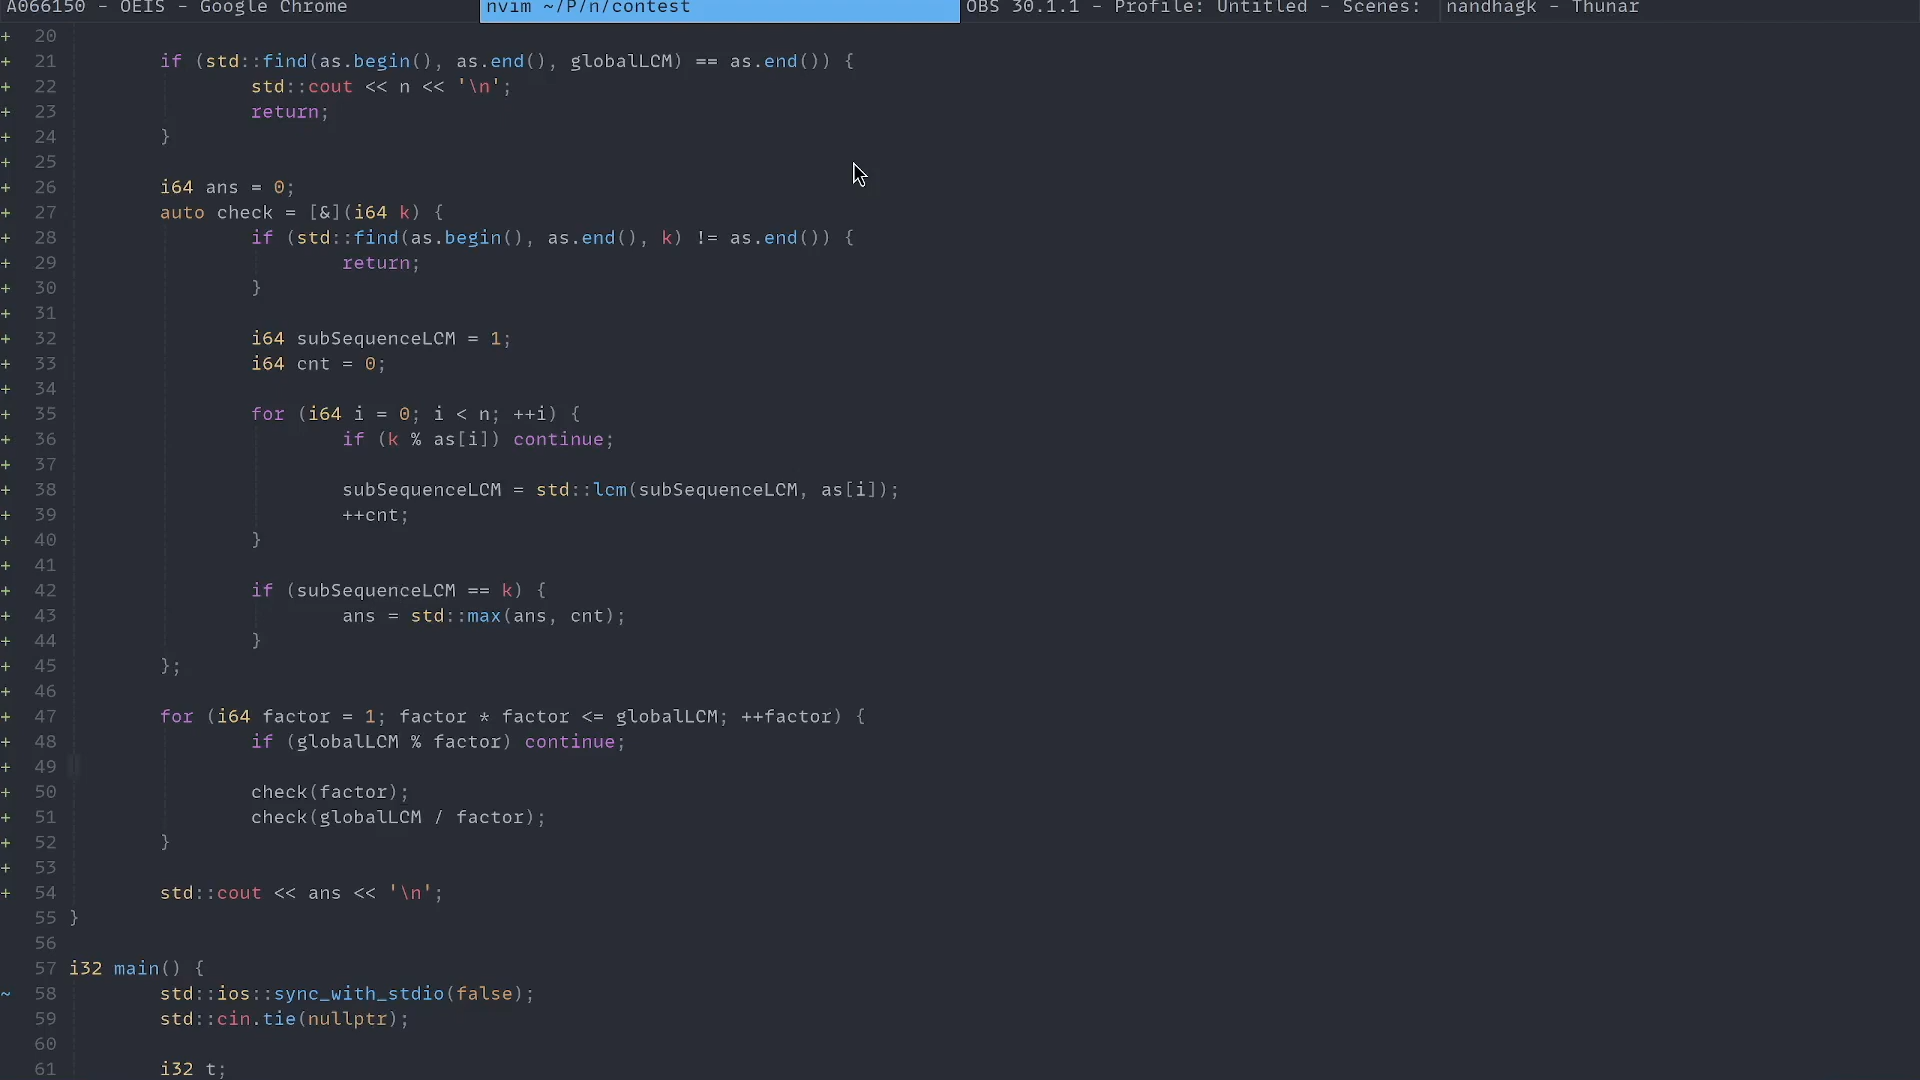 A066150 - OEIS - Google Chrome nvim ~/P/n/contest OBS 30.1.1 - Profile: Untitled - Scenes: nandhagk - Thunar
+ 20
+ 21 if (std::find(as.begin(), as.end(), globalLCM) == as.end()) {
+ 22 std::cout << n << '\n';
+ 23 return;
+ 24 }
+ 25
+ 26 i64 ans = 0;
+ 27 auto check = [&](i64 k) {
+ 28 if (std::find(as.begin(), as.end(), k) != as.end()) {
+ 29 return;
+ 30 }
+ 31
+ 32 i64 subSequenceLCM = 1;
+ 33 i64 cnt = 0;
+ 34
+ 35 for (i64 i = 0; i < n; ++i) {
+ 36 if (k % as[i]) continue;
+ 37
+ 38 subSequenceLCM = std::lcm(subSequenceLCM, as[i]);
+ 39 ++cnt;
+ 40 }
+ 41
+ 42 if (subSequenceLCM == k) {
+ 43 ans = std::max(ans, cnt);
+ 44 }
+ 45 };
+ 46
+ 47 for (i64 factor = 1; factor * factor <= globalLCM; ++factor) {
+ 48 if (globalLCM % factor) continue;
+ 49
+ 50 check(factor);
+ 51 check(globalLCM / factor);
+ 52 }
+ 53
+ 54 std::cout << ans << '\n';
55 }
56
57 i32 main() {
~ 58 std::ios::sync_with_stdio(false);
59 std::cin.tie(nullptr);
60
61 i32 t;